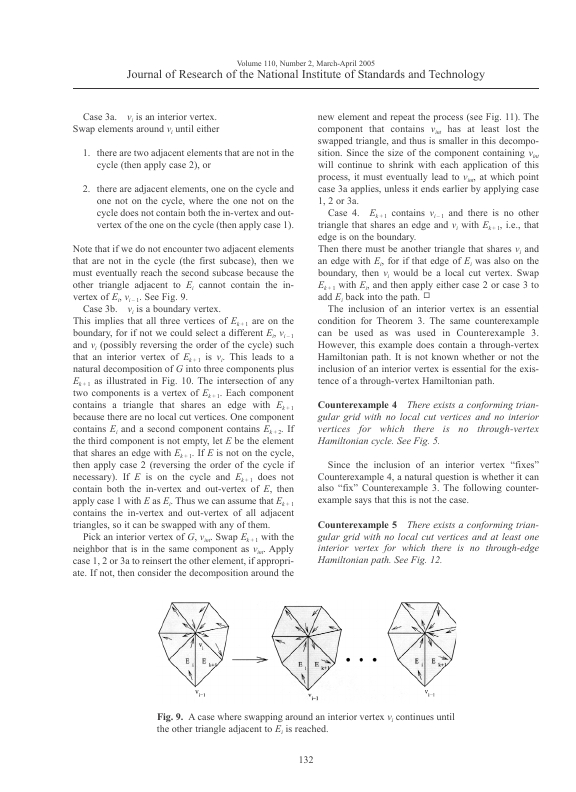 Volume 110, Number 2, March-April 2005
Journal of Research of the National Institute of Standards and Technology
Case 3a. v_i is an interior vertex.
Swap elements around v_i until either
1. there are two adjacent elements that are not in the
cycle (then apply case 2), or
2. there are adjacent elements, one on the cycle and
one not on the cycle, where the one not on the
cycle does not contain both the in-vertex and out-
vertex of the one on the cycle (then apply case 1).
Note that if we do not encounter two adjacent elements
that are not in the cycle (the first subcase), then we
must eventually reach the second subcase because the
other triangle adjacent to E_i cannot contain the in-
vertex of E_i, v_{i–1}. See Fig. 9.
Case 3b. v_i is a boundary vertex.
This implies that all three vertices of E_{k+1} are on the
boundary, for if not we could select a different E_i, v_{i–1}
and v_i (possibly reversing the order of the cycle) such
that an interior vertex of E_{k+1} is v_i. This leads to a
natural decomposition of G into three components plus
E_{k+1} as illustrated in Fig. 10. The intersection of any
two components is a vertex of E_{k+1}. Each component
contains a triangle that shares an edge with E_{k+1}
because there are no local cut vertices. One component
contains E_i and a second component contains E_{k+2}. If
the third component is not empty, let E be the element
that shares an edge with E_{k+1}. If E is not on the cycle,
then apply case 2 (reversing the order of the cycle if
necessary). If E is on the cycle and E_{k+1} does not
contain both the in-vertex and out-vertex of E, then
apply case 1 with E as E_i. Thus we can assume that E_{k+1}
contains the in-vertex and out-vertex of all adjacent
triangles, so it can be swapped with any of them.
Pick an interior vertex of G, v_{int}. Swap E_{k+1} with the
neighbor that is in the same component as v_{int}. Apply
case 1, 2 or 3a to reinsert the other element, if appropri-
ate. If not, then consider the decomposition around the
new element and repeat the process (see Fig. 11). The
component that contains v_{int} has at least lost the
swapped triangle, and thus is smaller in this decompo-
sition. Since the size of the component containing v_{int}
will continue to shrink with each application of this
process, it must eventually lead to v_{int}, at which point
case 3a applies, unless it ends earlier by applying case
1, 2 or 3a.
Case 4. E_{k+1} contains v_{i–1} and there is no other
triangle that shares an edge and v_i with E_{k+1}, i.e., that
edge is on the boundary.
Then there must be another triangle that shares v_i and
an edge with E_i, for if that edge of E_i was also on the
boundary, then v_i would be a local cut vertex. Swap
E_{k+1} with E_i, and then apply either case 2 or case 3 to
add E_i back into the path. □
The inclusion of an interior vertex is an essential
condition for Theorem 3. The same counterexample
can be used as was used in Counterexample 3.
However, this example does contain a through-vertex
Hamiltonian path. It is not known whether or not the
inclusion of an interior vertex is essential for the exis-
tence of a through-vertex Hamiltonian path.
Counterexample 4 There exists a conforming trian-
gular grid with no local cut vertices and no interior
vertices for which there is no through-vertex
Hamiltonian cycle. See Fig. 5.
Since the inclusion of an interior vertex “fixes”
Counterexample 4, a natural question is whether it can
also “fix” Counterexample 3. The following counter-
example says that this is not the case.
Counterexample 5 There exists a conforming trian-
gular grid with no local cut vertices and at least one
interior vertex for which there is no through-edge
Hamiltonian path. See Fig. 12.
v_i
E_i E_{k+1}
v_{i–1}
E_i E_{k+1}
v_{i–1}
E_i E_{k+1}
v_{i–1}
Fig. 9. A case where swapping around an interior vertex v_i continues until
the other triangle adjacent to E_i is reached.
132